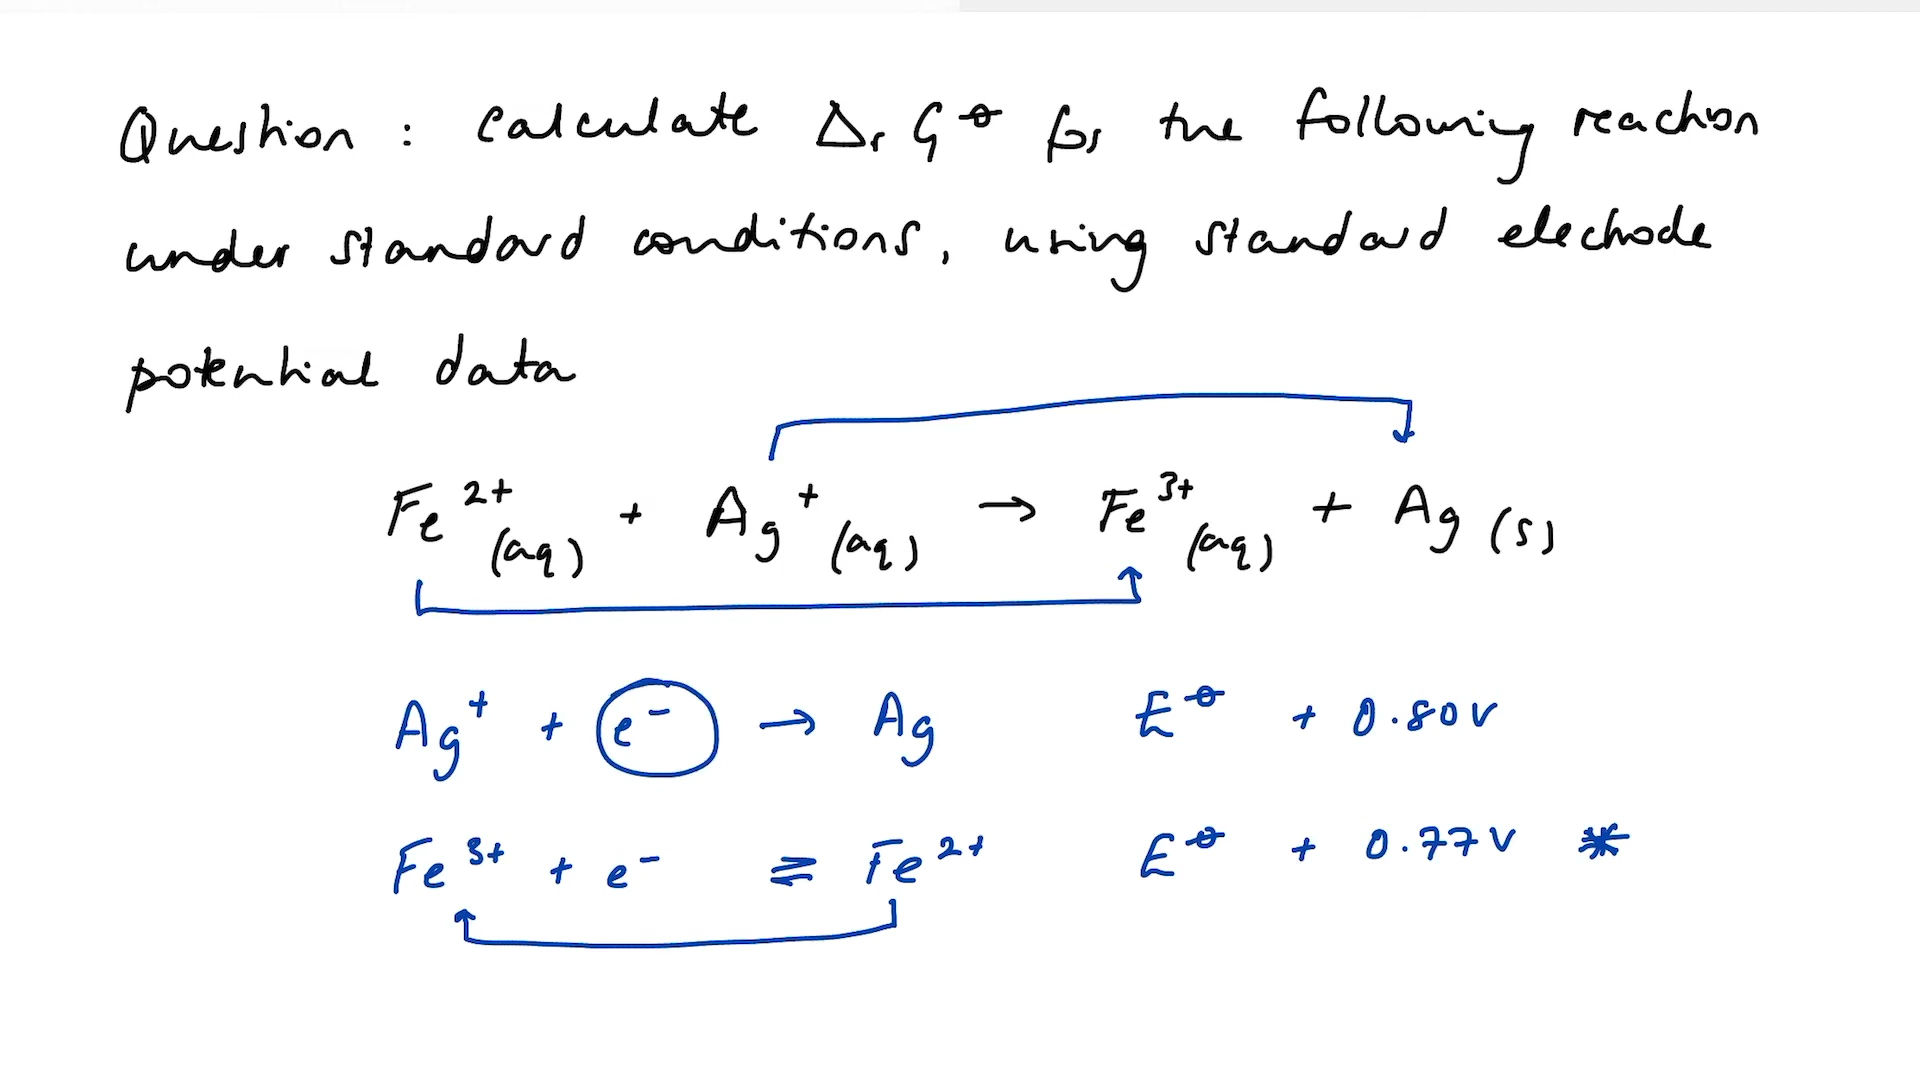 Question : Calculate ΔrG⦵ for the following reaction
under standard conditions, using standard electrode
potential data
Fe²⁺(aq) + Ag⁺(aq) → Fe³⁺(aq) + Ag(s)
Ag⁺ + e⁻ → Ag E⦵ + 0.80V
Fe³⁺ + e⁻ ⇌ Fe²⁺ E⦵ + 0.77V *